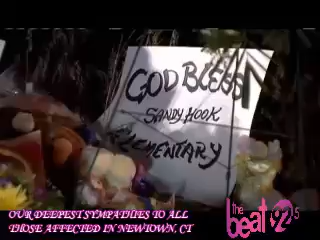 GOD BLESS
SANDY HOOK
ELEMENTARY
OUR DEEPEST SYMPATHIES TO ALL
THOSE AFFECTED IN NEWTOWN, CT
the
beat 92.5